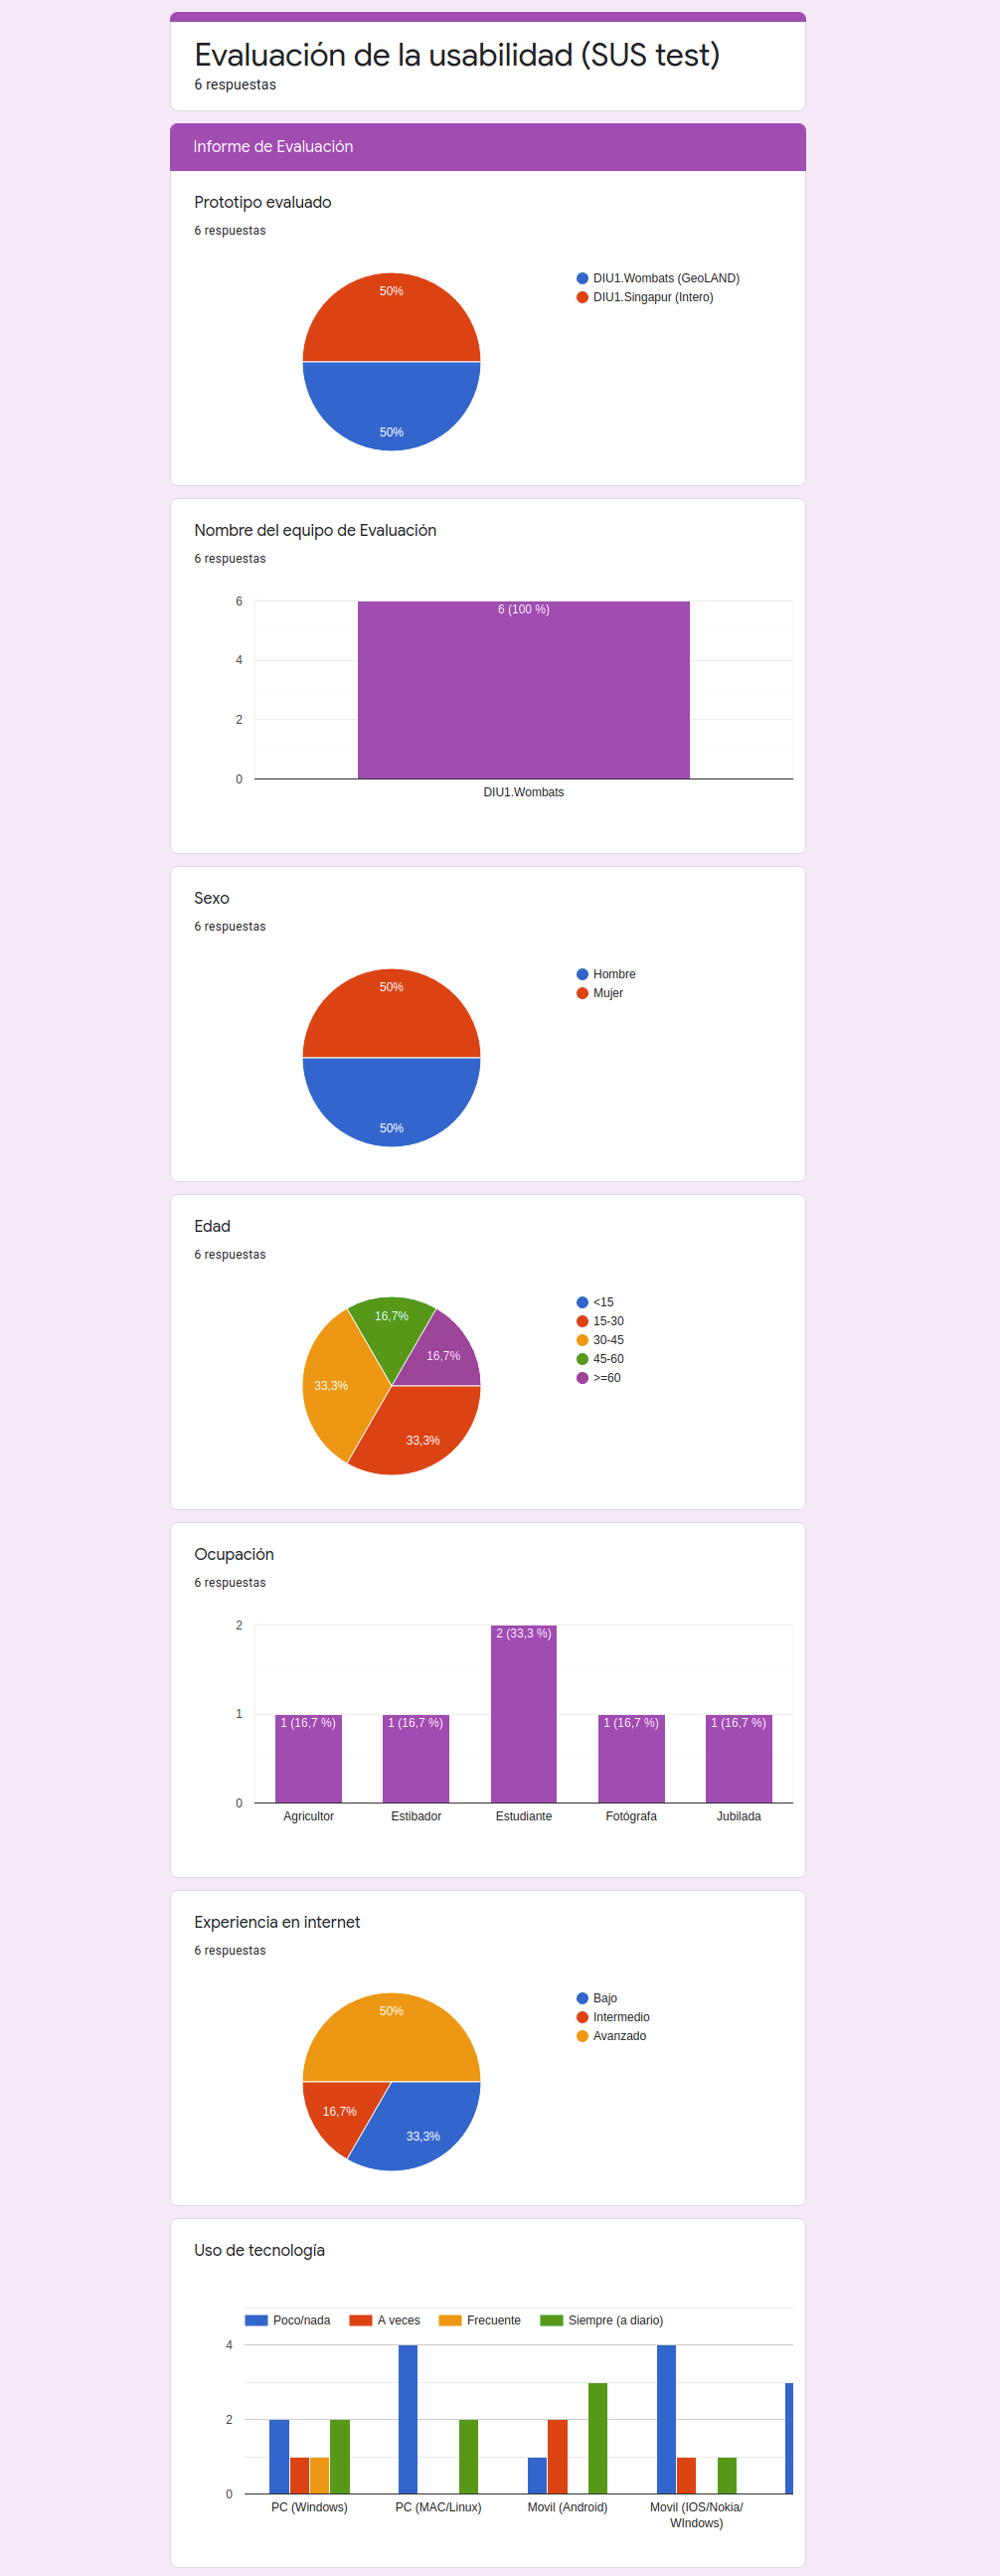 Evaluación de la usabilidad (SUS test)
6 respuestas
Informe de Evaluación
Prototipo evaluado
6 respuestas
50%
50%
DIU1.Wombats (GeoLAND)
DIU1.Singapur (Intero)
Nombre del equipo de Evaluación
6 respuestas
6
4
2
0
6 (100 %)
DIU1.Wombats
Sexo
6 respuestas
50%
50%
Hombre
Mujer
Edad
6 respuestas
16,7%
16,7%
33,3%
33,3%
<15
15-30
30-45
45-60
>=60
Ocupación
6 respuestas
2
1
0
1 (16,7 %)
1 (16,7 %)
2 (33,3 %)
1 (16,7 %)
1 (16,7 %)
Agricultor
Estibador
Estudiante
Fotógrafa
Jubilada
Experiencia en internet
6 respuestas
50%
16,7%
33,3%
Bajo
Intermedio
Avanzado
Uso de tecnología
Poco/nada
A veces
Frecuente
Siempre (a diario)
4
2
0
PC (Windows)
PC (MAC/Linux)
Movil (Android)
Movil (IOS/Nokia/
WIndows)